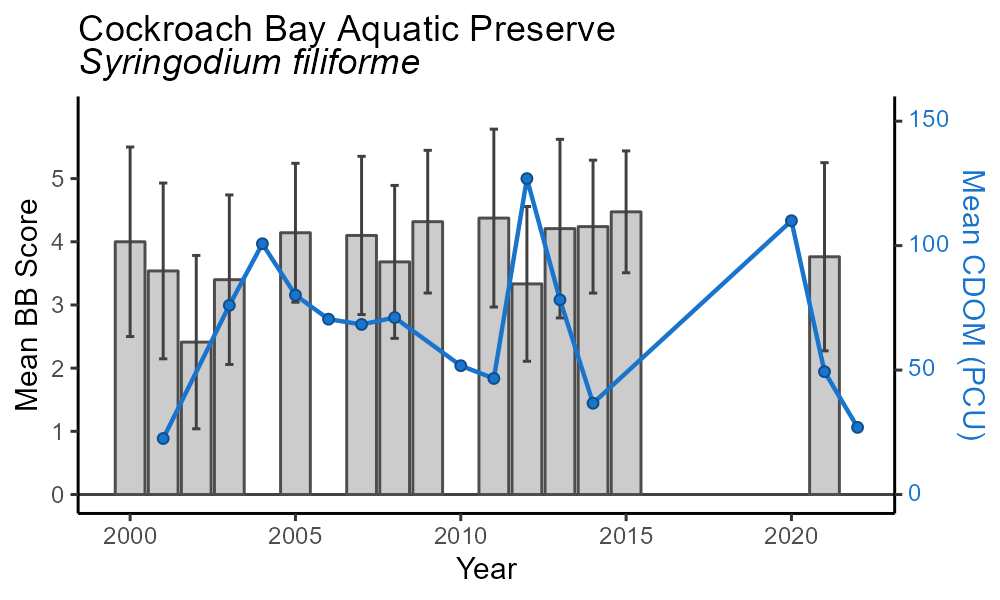 Cockroach Bay Aquatic Preserve
Syringodium filiforme
Mean BB Score
5
4
3
2
1
0
150
100
50
0
Mean CDOM (PCU)
2000 2005 2010 2015 2020
Year